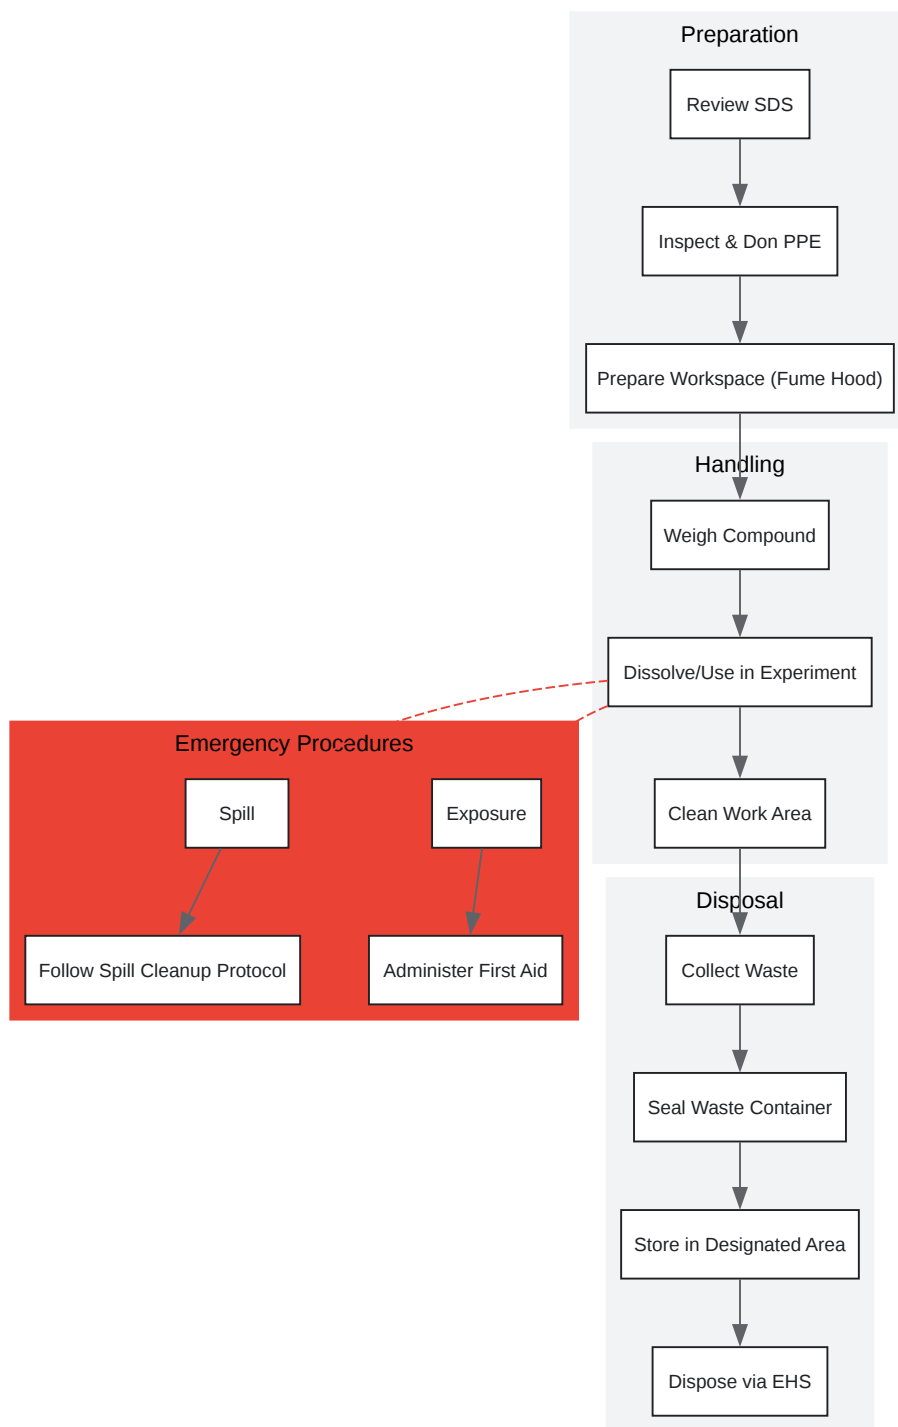 Preparation
Review SDS
Inspect & Don PPE
Prepare Workspace (Fume Hood)
Handling
Weigh Compound
Dissolve/Use in Experiment
Clean Work Area
Emergency Procedures
Spill
Exposure
Follow Spill Cleanup Protocol
Administer First Aid
Disposal
Collect Waste
Seal Waste Container
Store in Designated Area
Dispose via EHS